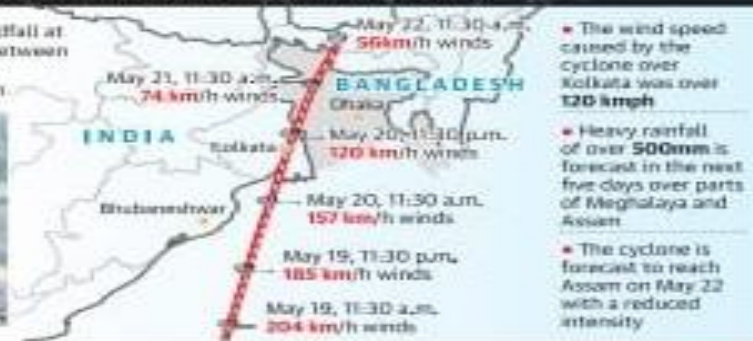 dfall at
etween
May 22, 11:30 a.m.
56km/h winds
May 21, 11:30 a.m.
74 km/h winds
BANGLADESH
Dhaka
INDIA
Kolkata
May 20, 11:30 p.m.
120 km/h winds
Bhubaneshwar
May 20, 11:30 a.m.
157 km/h winds
May 19, 11:30 p.m.
185 km/h winds
May 19, 11:30 a.m.
204 km/h winds
• The wind speed
caused by the
cyclone over
Kolkata was over
120 kmph
• Heavy rainfall
of over 500mm is
forecast in the next
five days over parts
of Meghalaya and
Assam
• The cyclone is
forecast to reach
Assam on May 22
with a reduced
intensity